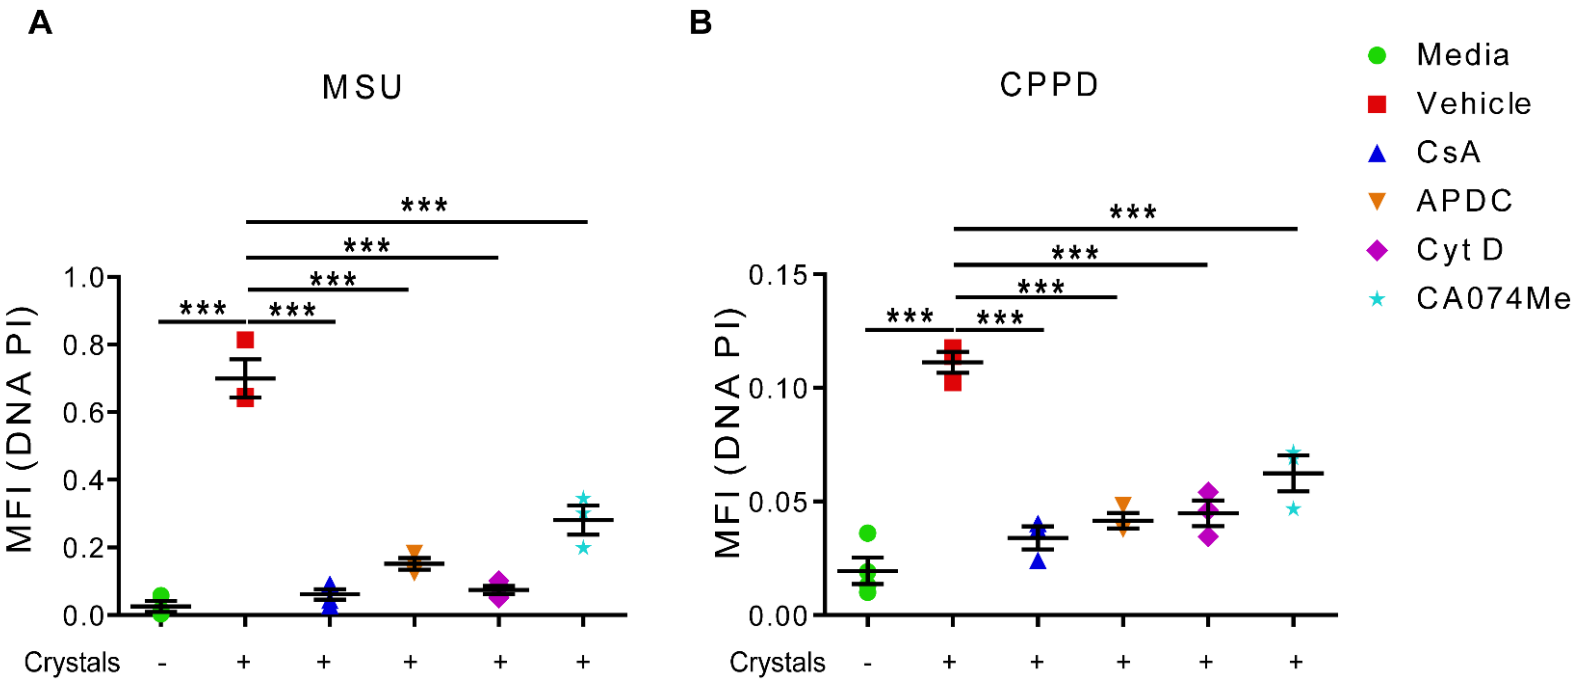 A
B
MSU
CPPD
Media
Vehicle
CsA
APDC
Cyt D
CA074Me
***
***
***
*** ***
***
***
***
*** ***
MFI (DNA PI)
1.0
0.8
0.6
0.4
0.2
0.0
MFI (DNA PI)
0.15
0.10
0.05
0.00
Crystals - + + + + +
Crystals - + + + + +